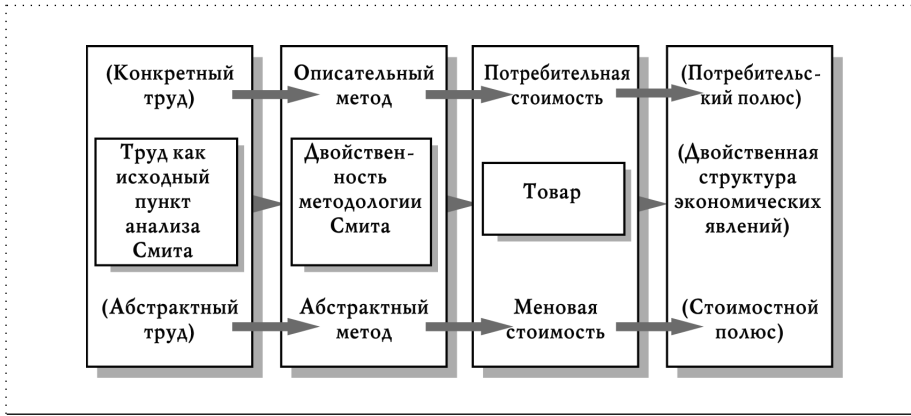 (Конкретный
труд)
Труд как
исходный
пункт
анализа
Смита
(Абстрактный
труд)
Описательный
метод
Двойствен-
ность
методологии
Смита
Абстрактный
метод
Потребительная
стоимость
Товар
Меновая
стоимость
(Потребительс-
кий полюс)
(Двойственная
структура
экономических
явлений)
(Стоимостной
полюс)